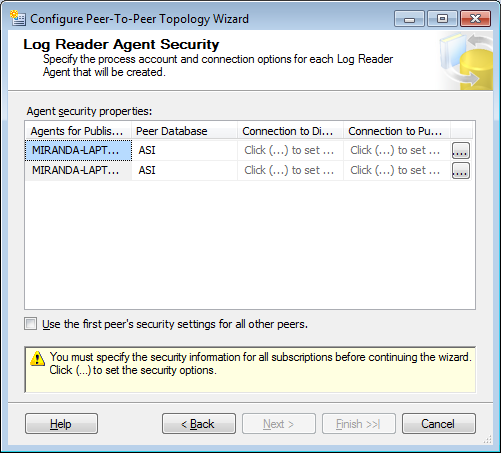 Configure Peer-To-Peer Topology Wizard
Log Reader Agent Security
Specify the process account and connection options for each Log Reader
Agent that will be created.
Agent security properties:
Agents for Publis... Peer Database Connection to Di... Connection to Pu...
MIRANDA-LAPT... ASI Click (...) to set ... Click (...) to set ... ...
MIRANDA-LAPT... ASI Click (...) to set ... Click (...) to set ... ...
Use the first peer's security settings for all other peers.
You must specify the security information for all subscriptions before continuing the wizard.
Click (...) to set the security options.
Help < Back Next > Finish >>| Cancel